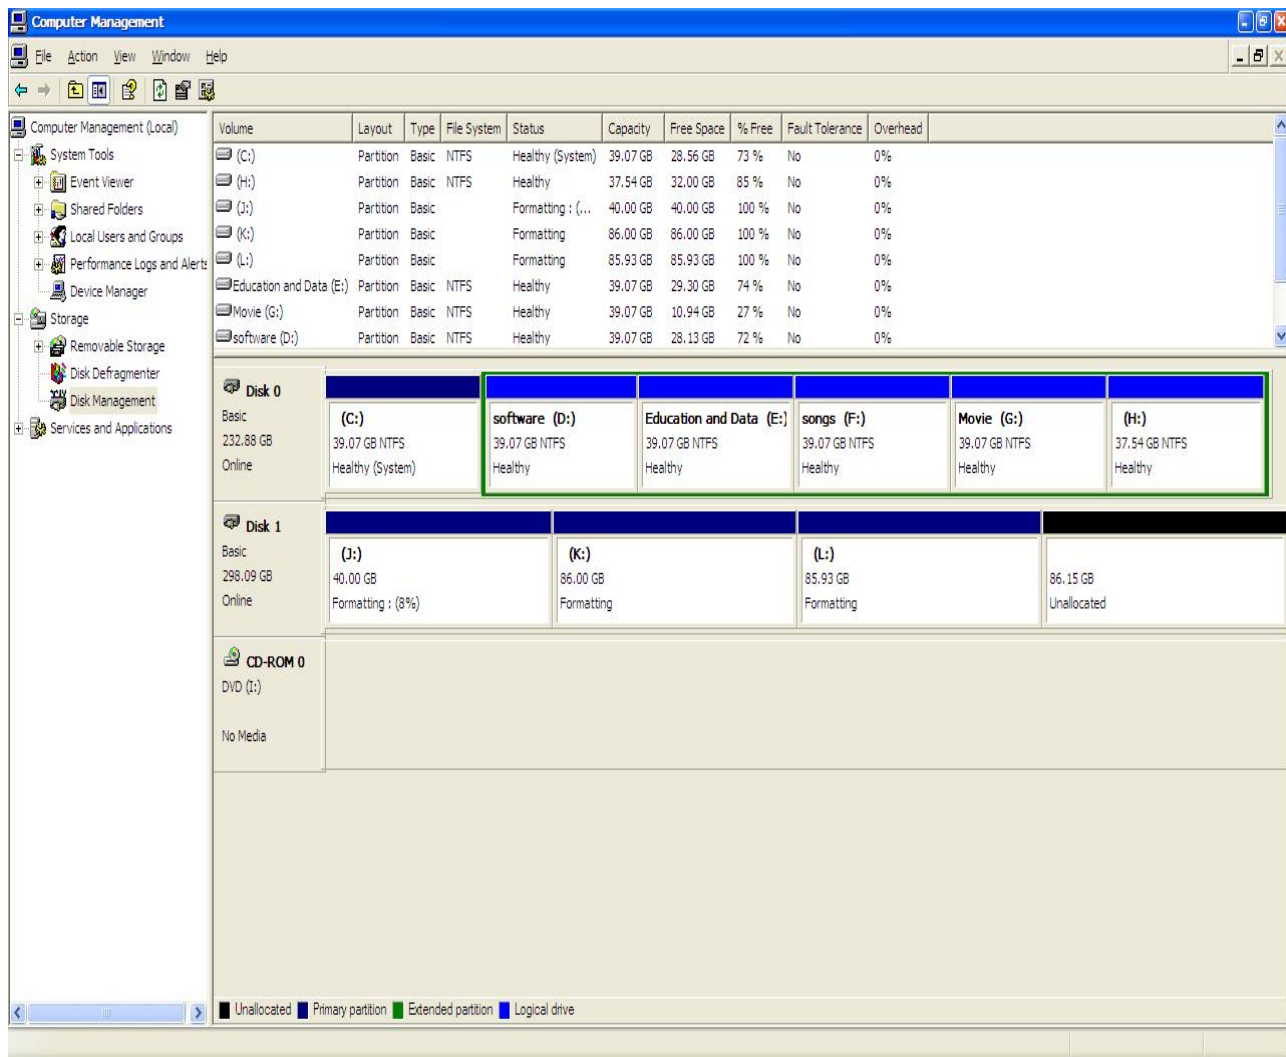 Computer Management
File Action View Window Help
Computer Management (Local)
System Tools
Event Viewer
Shared Folders
Local Users and Groups
Performance Logs and Alerts
Device Manager
Storage
Removable Storage
Disk Defragmenter
Disk Management
Services and Applications
Volume Layout Type File System Status Capacity Free Space % Free Fault Tolerance Overhead
(C:) Partition Basic NTFS Healthy (System) 39.07 GB 28.56 GB 73 % No 0%
(H:) Partition Basic NTFS Healthy 37.54 GB 32.00 GB 85 % No 0%
(J:) Partition Basic Formatting : (... 40.00 GB 40.00 GB 100 % No 0%
(K:) Partition Basic Formatting 86.00 GB 86.00 GB 100 % No 0%
(L:) Partition Basic Formatting 85.93 GB 85.93 GB 100 % No 0%
Education and Data (E:) Partition Basic NTFS Healthy 39.07 GB 29.30 GB 74 % No 0%
Movie (G:) Partition Basic NTFS Healthy 39.07 GB 10.94 GB 27 % No 0%
software (D:) Partition Basic NTFS Healthy 39.07 GB 28.13 GB 72 % No 0%
Disk 0
Basic
232.88 GB
Online
(C:)
39.07 GB NTFS
Healthy (System)
software (D:)
39.07 GB NTFS
Healthy
Education and Data (E:)
39.07 GB NTFS
Healthy
songs (F:)
39.07 GB NTFS
Healthy
Movie (G:)
39.07 GB NTFS
Healthy
(H:)
37.54 GB NTFS
Healthy
Disk 1
Basic
298.09 GB
Online
(J:)
40.00 GB
Formatting : (8%)
(K:)
86.00 GB
Formatting
(L:)
85.93 GB
Formatting
86.15 GB
Unallocated
CD-ROM 0
DVD (I:)
No Media
Unallocated Primary partition Extended partition Logical drive